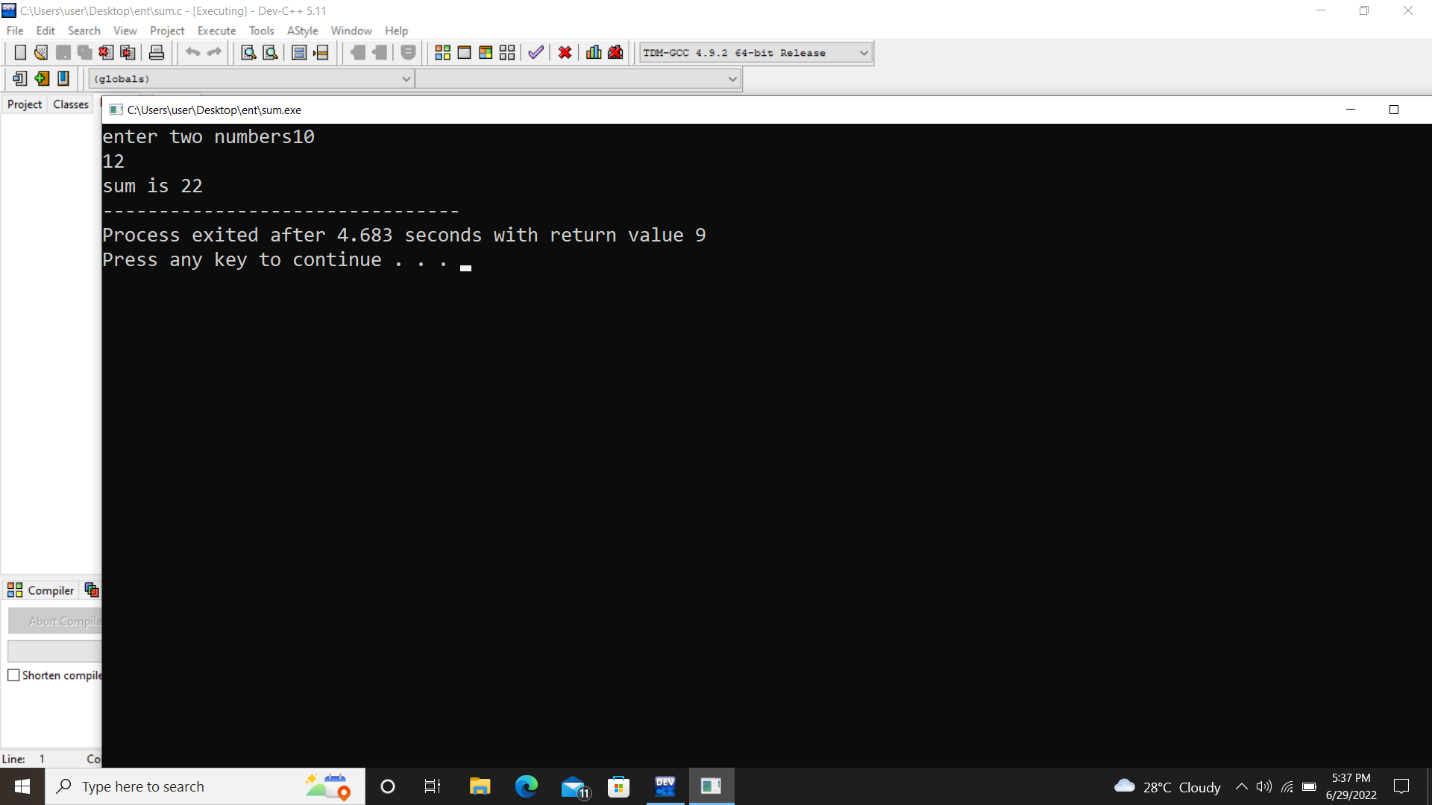 C:\Users\user\Desktop\ent\sum.c - [Executing] - Dev-C++ 5.11
File Edit Search View Project Execute Tools AStyle Window Help
TDM-GCC 4.9.2 64-bit Release
(globals)
Project Classes
C:\Users\user\Desktop\ent\sum.exe
enter two numbers10
12
sum is 22
--------------------------------
Process exited after 4.683 seconds with return value 9
Press any key to continue . . .
Compiler
Abort Compila
Shorten compile
Line: 1 Co
Type here to search
DEV
C++
11
28°C Cloudy
5:37 PM
6/29/2022